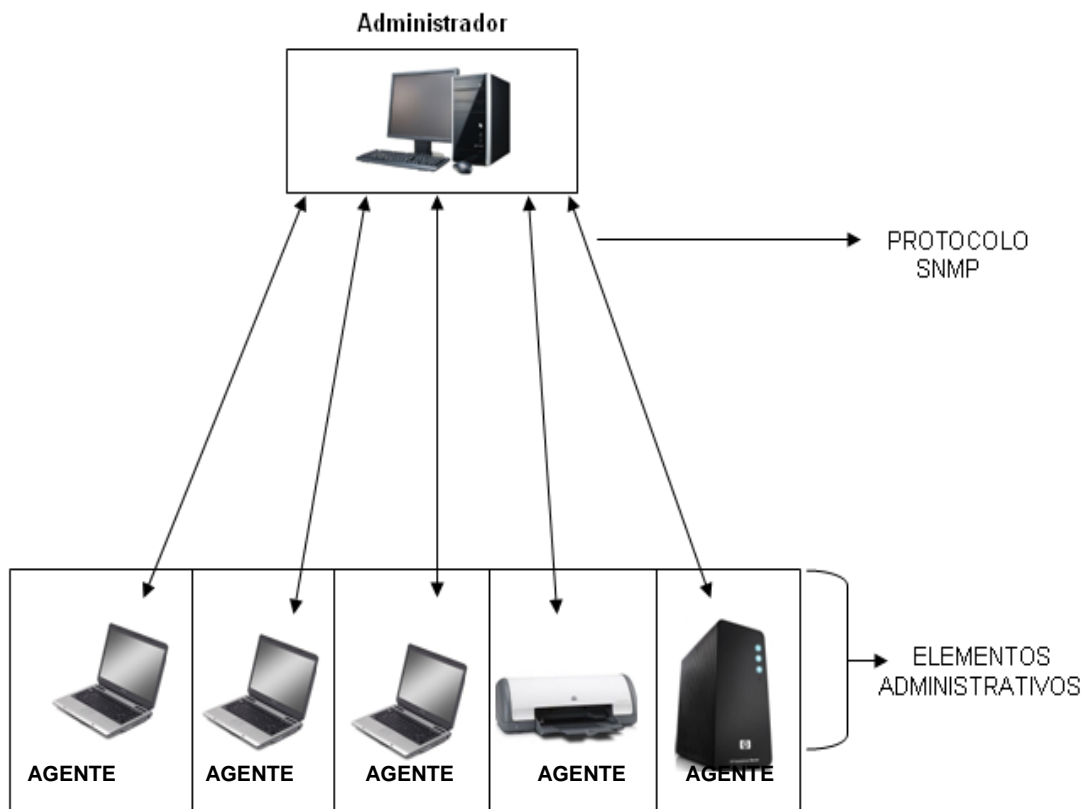 Administrador
PROTOCOLO
SNMP
ELEMENTOS
ADMINISTRATIVOS
AGENTE
AGENTE
AGENTE
AGENTE
AGENTE